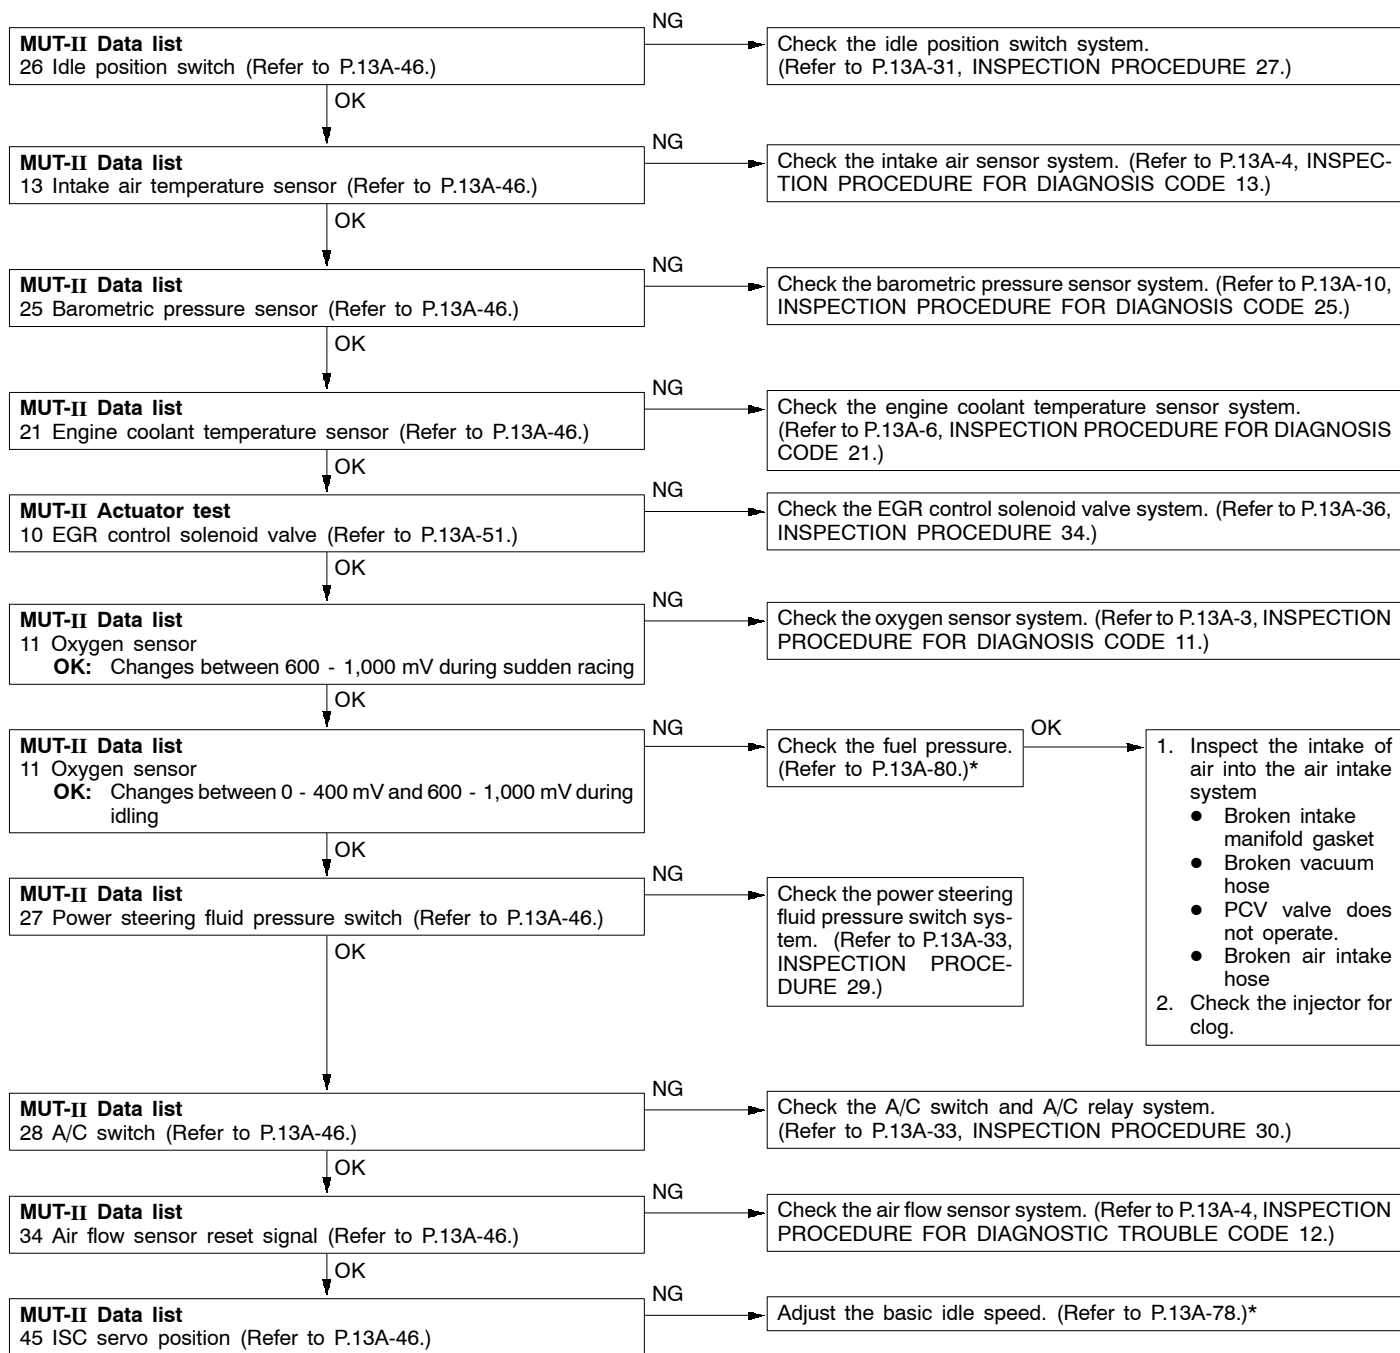 NG
MUT-II Data list
26 Idle position switch (Refer to P.13A-46.)
Check the idle position switch system.
(Refer to P.13A-31, INSPECTION PROCEDURE 27.)
OK
NG
MUT-II Data list
13 Intake air temperature sensor (Refer to P.13A-46.)
Check the intake air sensor system. (Refer to P.13A-4, INSPEC-
TION PROCEDURE FOR DIAGNOSIS CODE 13.)
OK
NG
MUT-II Data list
25 Barometric pressure sensor (Refer to P.13A-46.)
Check the barometric pressure sensor system. (Refer to P.13A-10,
INSPECTION PROCEDURE FOR DIAGNOSIS CODE 25.)
OK
NG
MUT-II Data list
21 Engine coolant temperature sensor (Refer to P.13A-46.)
Check the engine coolant temperature sensor system.
(Refer to P.13A-6, INSPECTION PROCEDURE FOR DIAGNOSIS
CODE 21.)
OK
NG
MUT-II Actuator test
10 EGR control solenoid valve (Refer to P.13A-51.)
Check the EGR control solenoid valve system. (Refer to P.13A-36,
INSPECTION PROCEDURE 34.)
OK
NG
MUT-II Data list
11 Oxygen sensor
OK: Changes between 600 - 1,000 mV during sudden racing
Check the oxygen sensor system. (Refer to P.13A-3, INSPECTION
PROCEDURE FOR DIAGNOSIS CODE 11.)
OK
NG
MUT-II Data list
11 Oxygen sensor
OK: Changes between 0 - 400 mV and 600 - 1,000 mV during
idling
Check the fuel pressure.
(Refer to P.13A-80.)*
OK
1. Inspect the intake of
air into the air intake
system
● Broken intake
manifold gasket
● Broken vacuum
hose
● PCV valve does
not operate.
● Broken air intake
hose
2. Check the injector for
clog.
OK
NG
MUT-II Data list
27 Power steering fluid pressure switch (Refer to P.13A-46.)
Check the power steering
fluid pressure switch sys-
tem. (Refer to P.13A-33,
INSPECTION PROCE-
DURE 29.)
OK
NG
MUT-II Data list
28 A/C switch (Refer to P.13A-46.)
Check the A/C switch and A/C relay system.
(Refer to P.13A-33, INSPECTION PROCEDURE 30.)
OK
NG
MUT-II Data list
34 Air flow sensor reset signal (Refer to P.13A-46.)
Check the air flow sensor system. (Refer to P.13A-4, INSPECTION
PROCEDURE FOR DIAGNOSTIC TROUBLE CODE 12.)
OK
NG
MUT-II Data list
45 ISC servo position (Refer to P.13A-46.)
Adjust the basic idle speed. (Refer to P.13A-78.)*